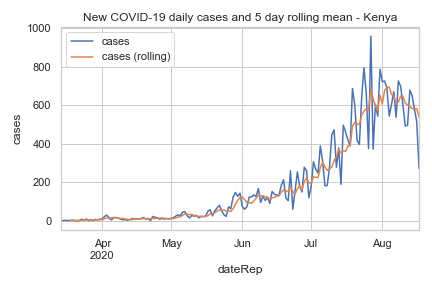 New COVID-19 daily cases and 5 day rolling mean - Kenya
cases
cases (rolling)
1000
800
600
400
200
0
cases
Apr
2020
May
Jun
Jul
Aug
dateRep